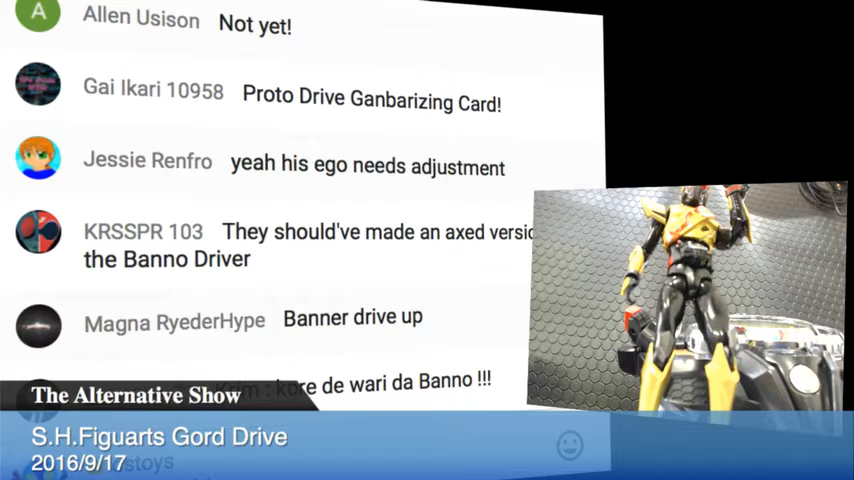 Allen Usison Not yet!
Gai Ikari 10958 Proto Drive Ganbarizing Card!
Jessie Renfro yeah his ego needs adjustment
KRSSPR 103 They should've made an axed versio
the Banno Driver
Magna RyederHype Banner drive up
Krim : kore de wari da Banno !!!
The Alternative Show
S.H.Figuarts Gord Drive
2016/9/17
stoys